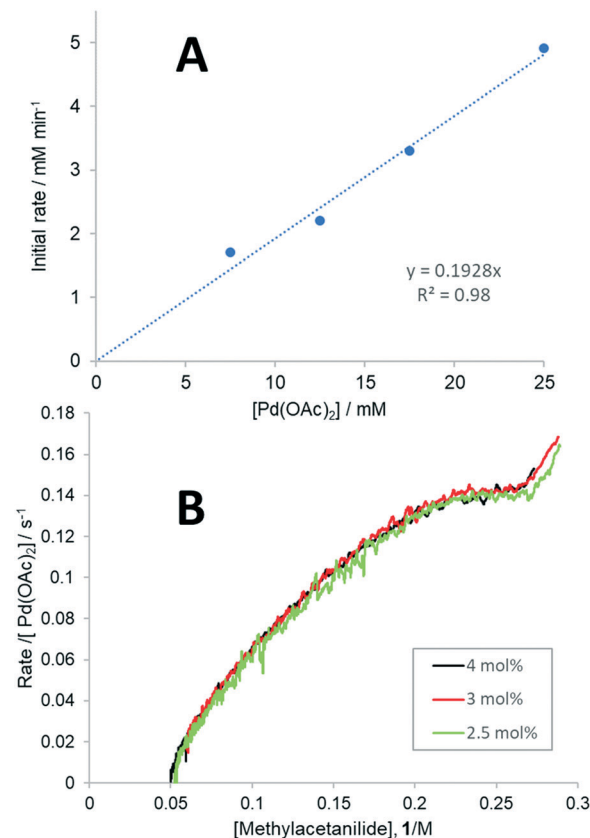 A
Initial rate / mM min⁻¹
5
4
3
2
1
0
y = 0.1928x
R² = 0.98
0 5 10 15 20 25
[Pd(OAc)₂] / mM
B
Rate /[ Pd(OAc)₂] / s⁻¹
0.18
0.16
0.14
0.12
0.1
0.08
0.06
0.04
0.02
0
4 mol%
3 mol%
2.5 mol%
0 0.05 0.1 0.15 0.2 0.25 0.3
[Methylacetanilide], 1/M